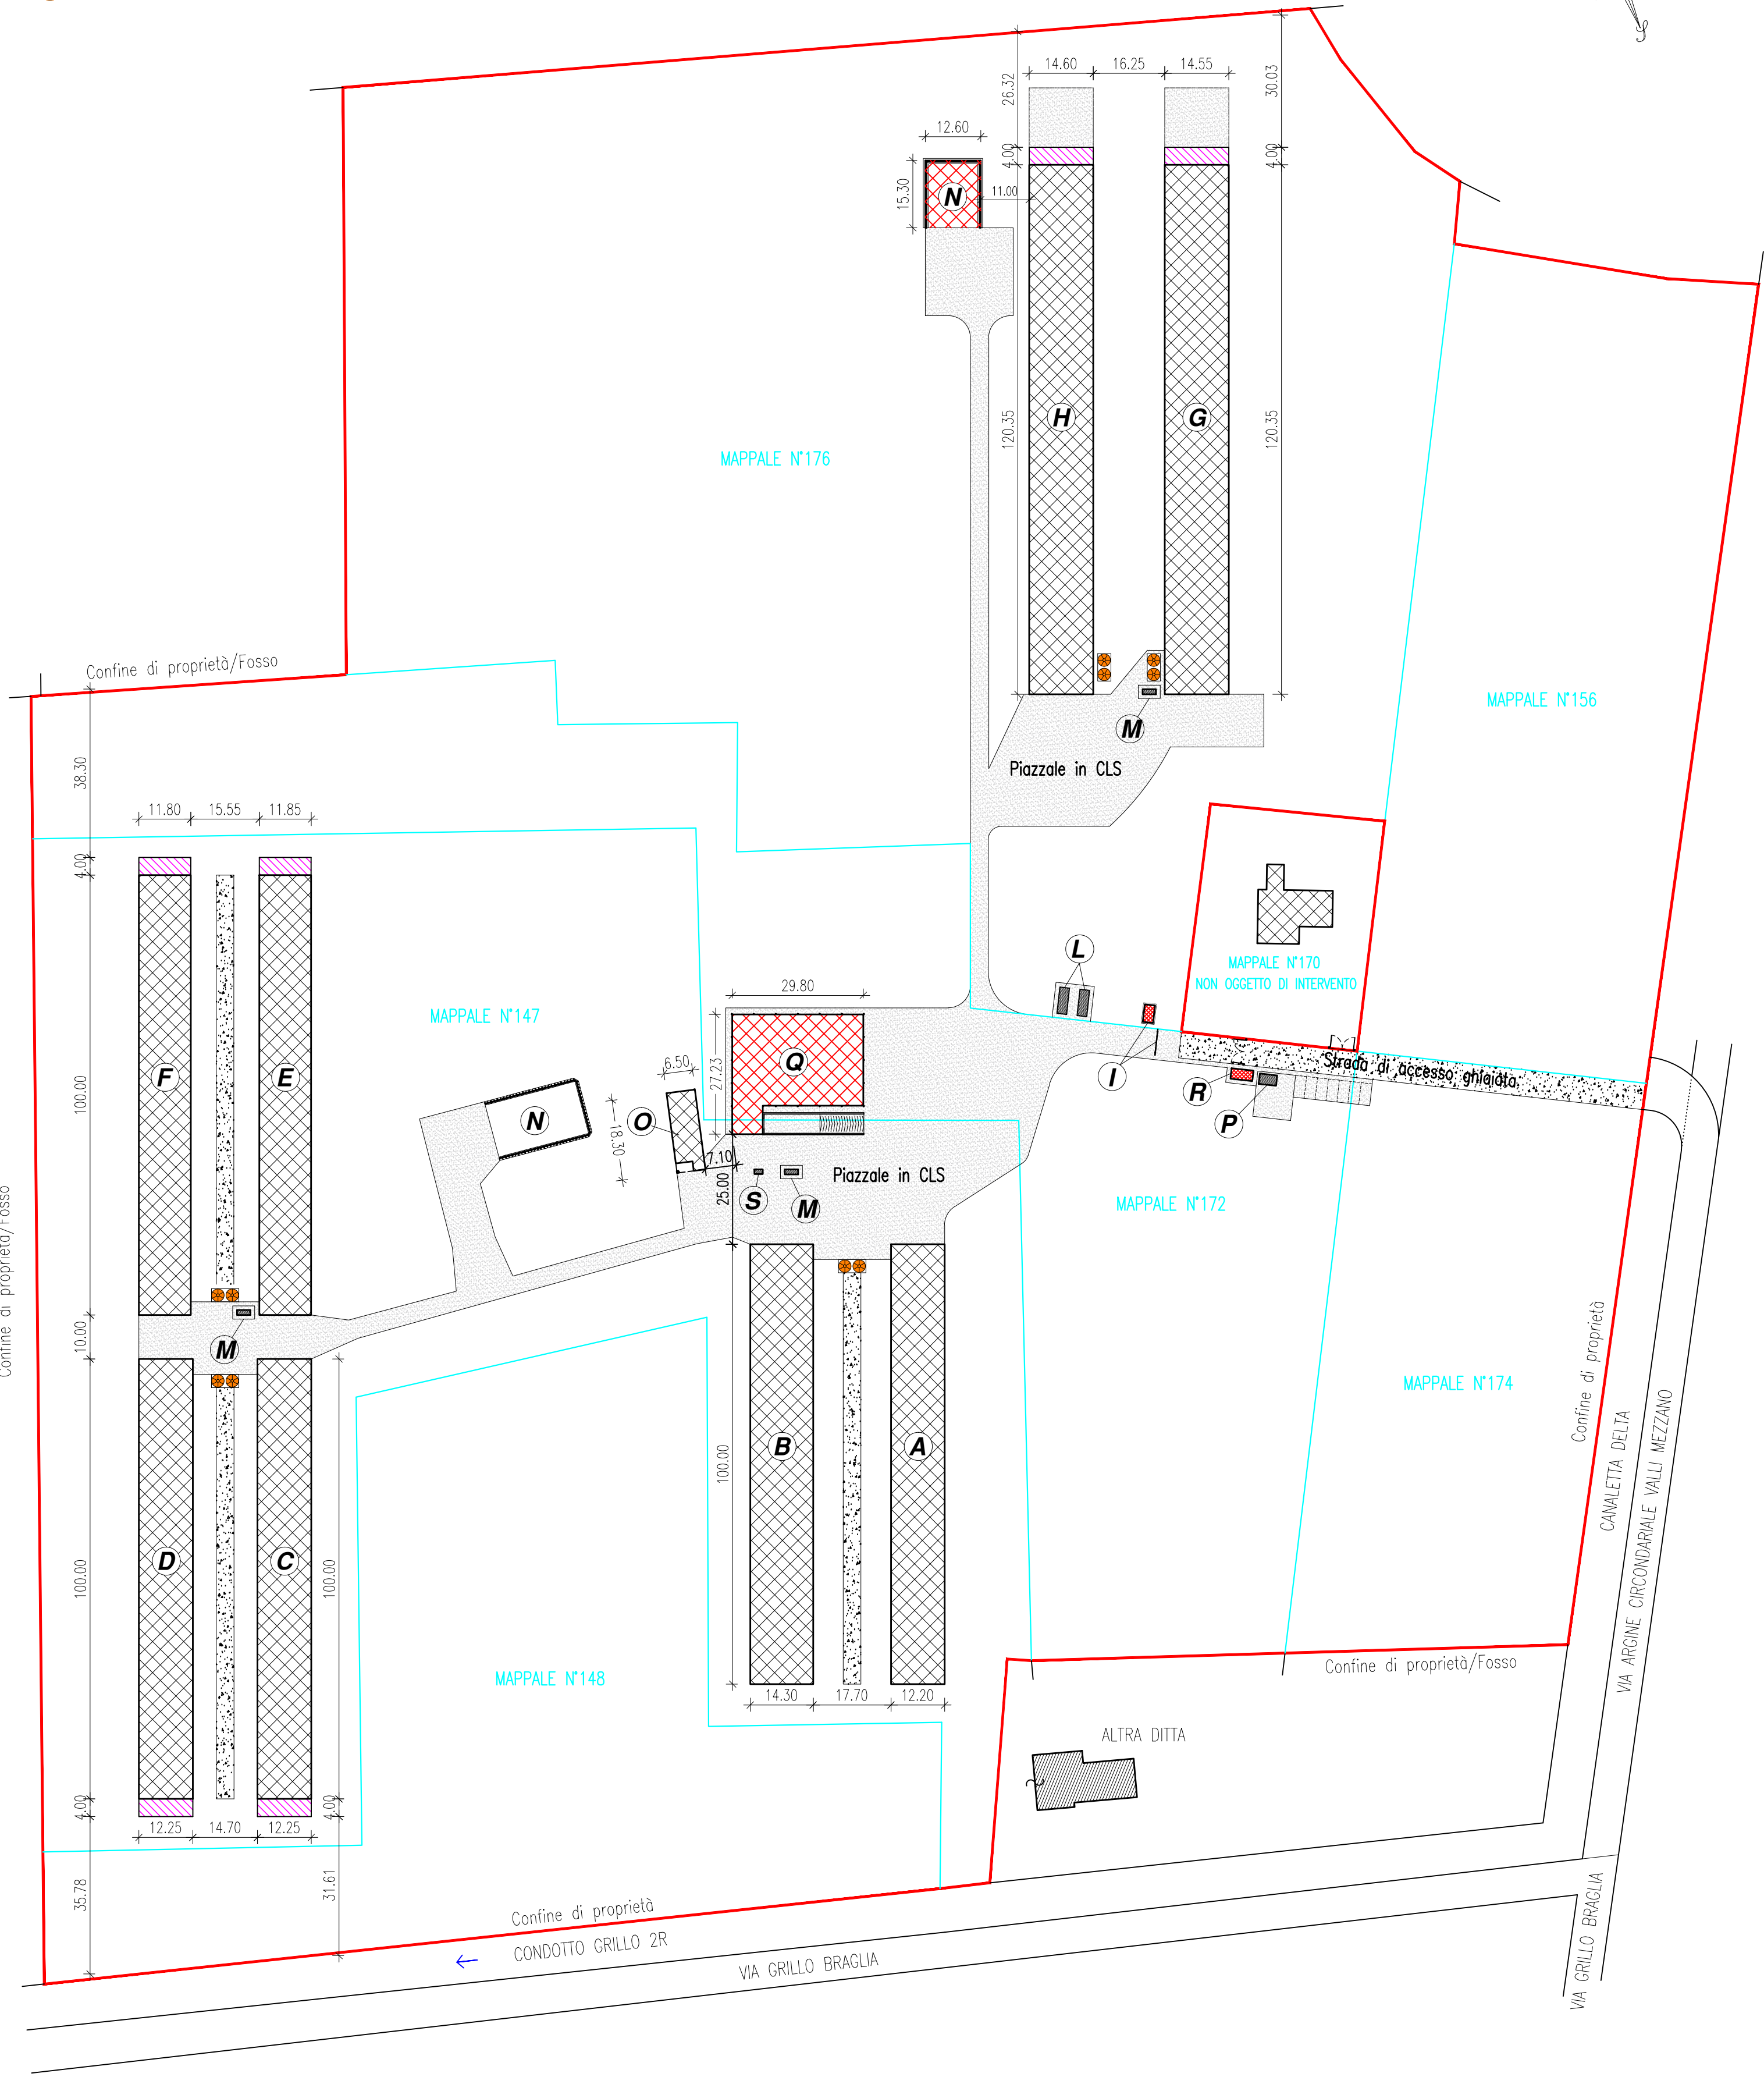 S
14.60
16.25
14.55
26.32
30.03
12.60
4.00
4.00
15.30
N
11.00
H
G
120.35
120.35
MAPPALE N°176
Confine di proprietà/Fosso
MAPPALE N°156
M
Piazzale in CLS
38.30
11.80
15.55
11.85
4.00
MAPPALE N°170
NON OGGETTO DI INTERVENTO
L
29.80
MAPPALE N°147
Q
27.23
6.50
F
E
100.00
N
O
18.30
7.10
I
R
P
Strada di accesso ghiaiata
25.00
S
M
Piazzale in CLS
MAPPALE N°172
Confine di proprietà/Fosso
10.00
M
MAPPALE N°174
Confine di proprietà
CANALETTA DELTA
VIA ARGINE CIRCONDARIALE VALLI MEZZANO
B
A
100.00
D
C
100.00
100.00
MAPPALE N°148
14.30
17.70
12.20
Confine di proprietà/Fosso
ALTRA DITTA
4.00
4.00
12.25
14.70
12.25
35.78
31.61
Confine di proprietà
CONDOTTO GRILLO 2R
VIA GRILLO BRAGLIA
VIA GRILLO BRAGLIA